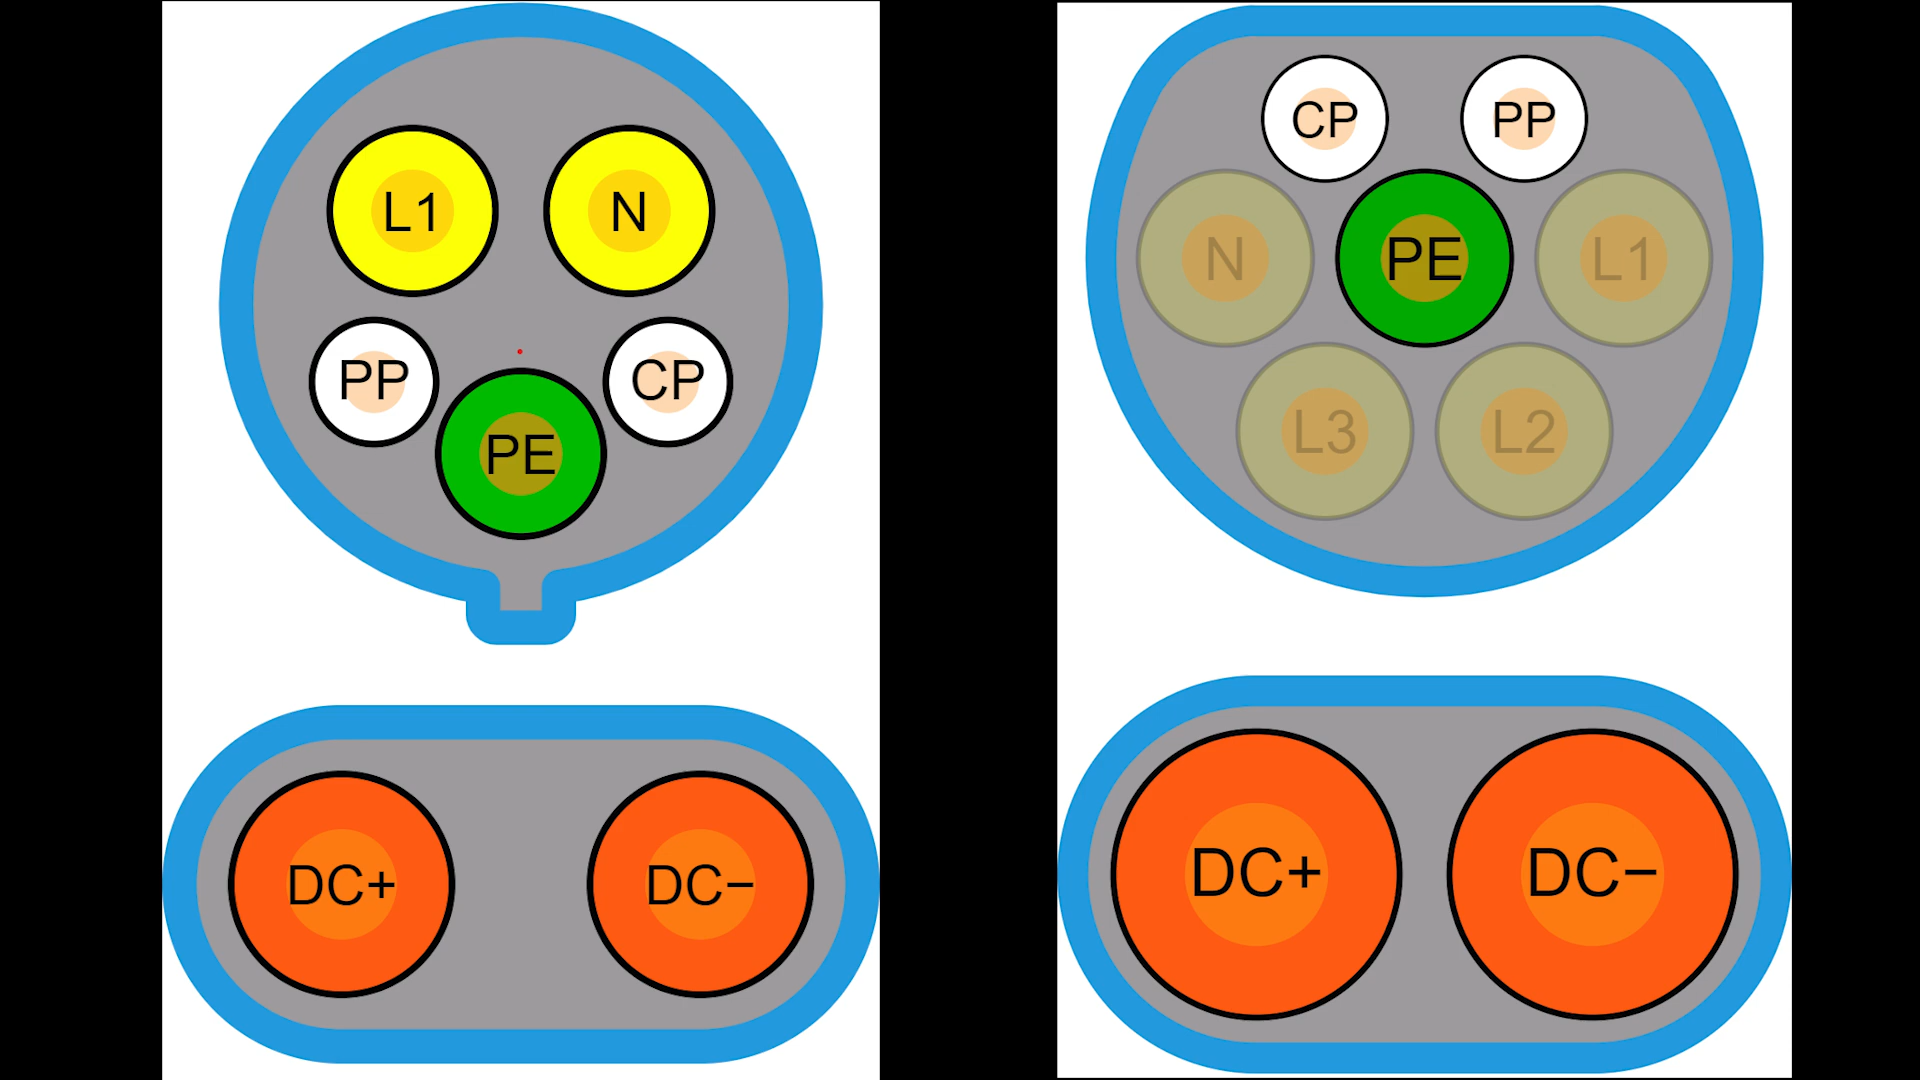 L1 N
PP CP
PE
DC+ DC−
CP PP
N PE L1
L3 L2
DC+ DC−